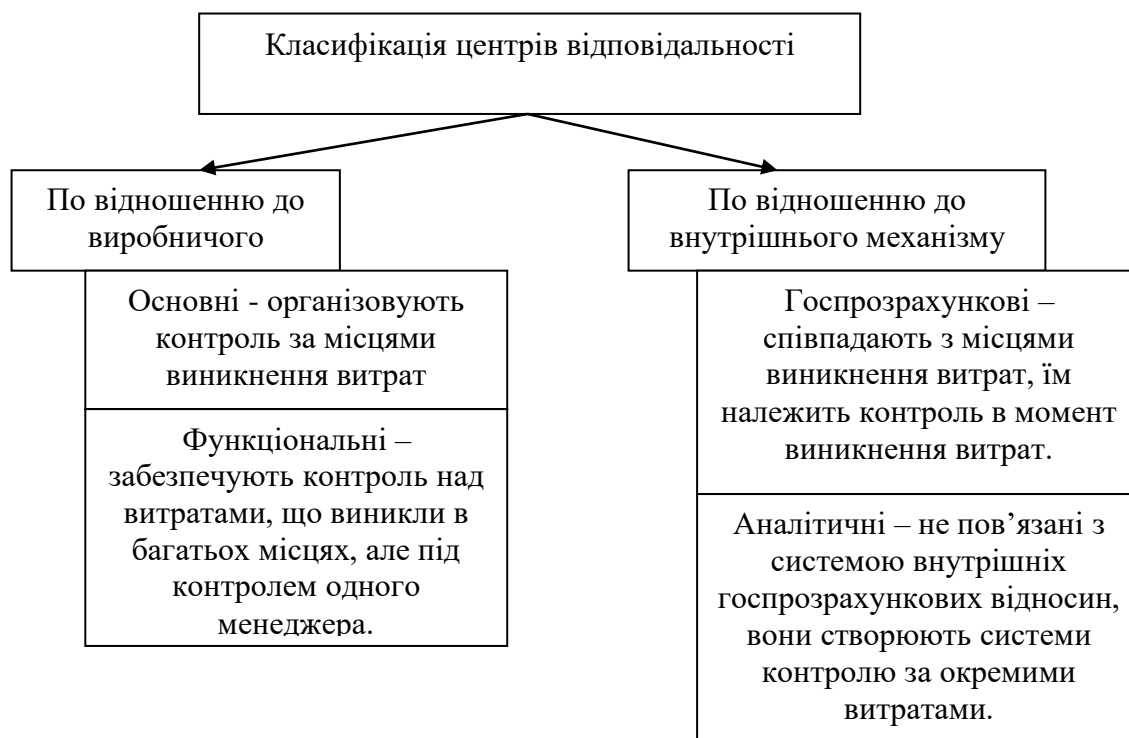 Класифікація центрів відповідальності
По відношенню до
виробничого
Основні - організовують
контроль за місцями
виникнення витрат
Функціональні –
забезпечують контроль над
витратами, що виникли в
багатьох місцях, але під
контролем одного
менеджера.
По відношенню до
внутрішнього механізму
Госпрозрахункові –
співпадають з місцями
виникнення витрат, їм
належить контроль в момент
виникнення витрат.
Аналітичні – не пов’язані з
системою внутрішніх
госпрозрахункових відносин,
вони створюють системи
контролю за окремими
витратами.